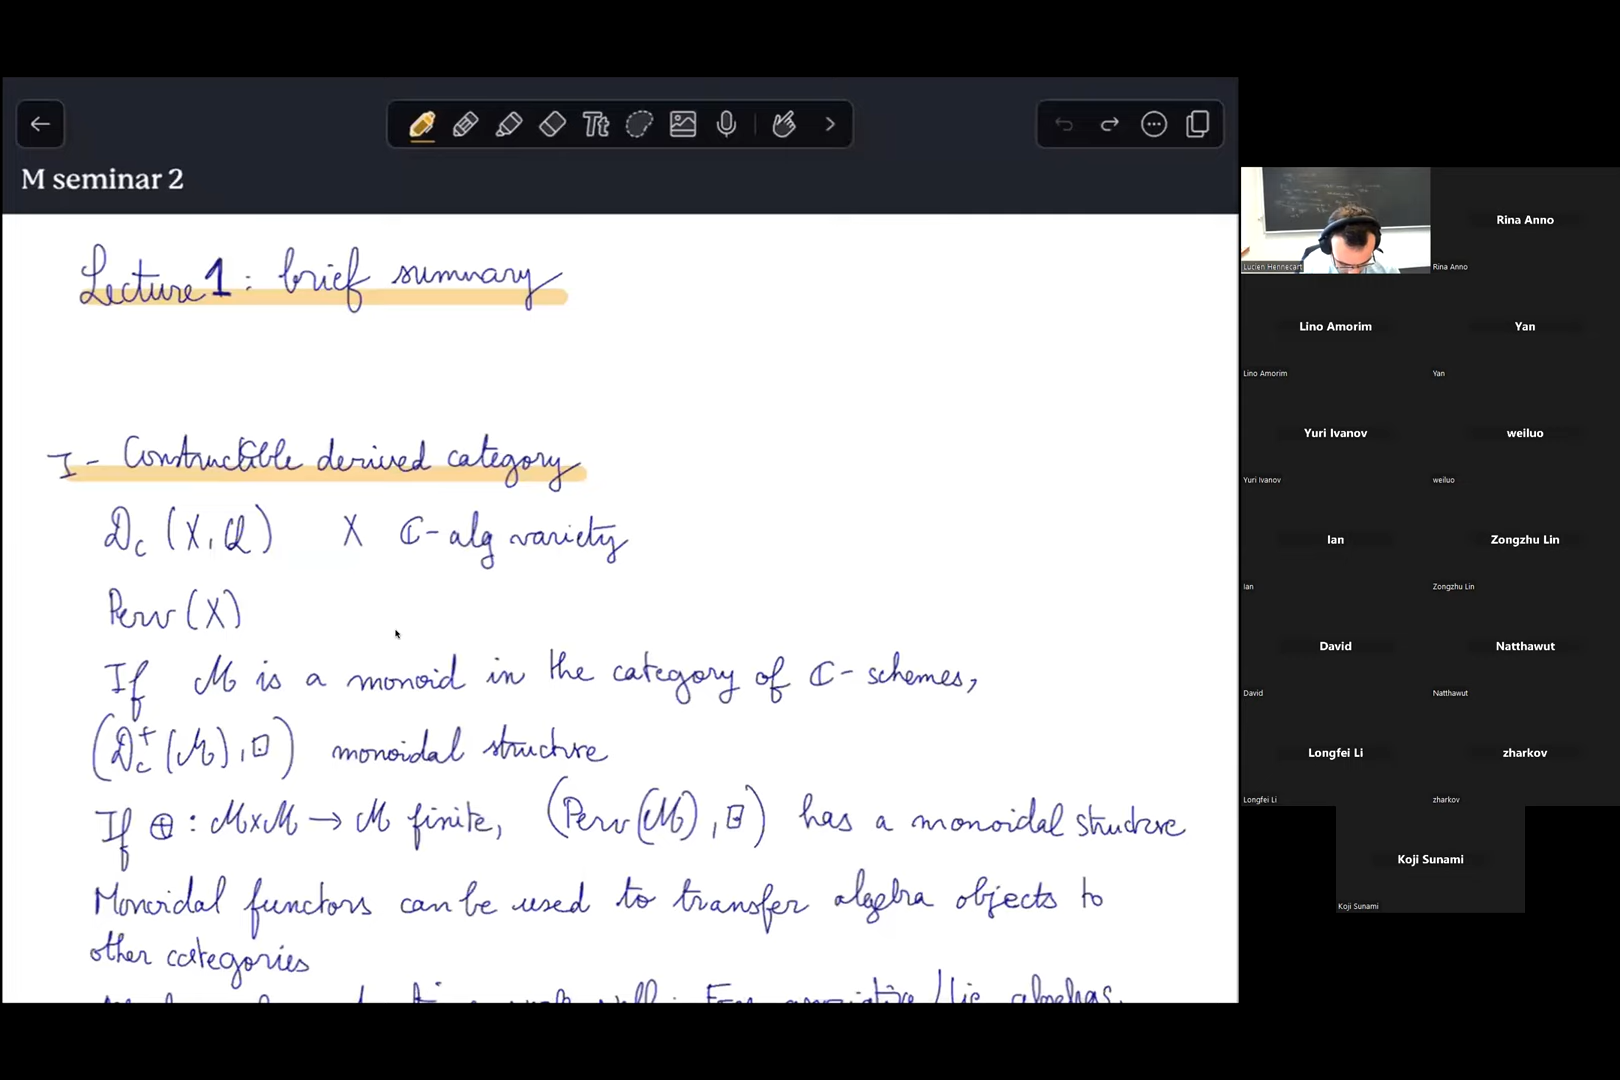 Tt
M seminar 2
Lecture 1: brief summary
I- Constructible derived category
𝒟c (X, ℚ) X ℂ-alg variety
Perv (X)
If ℳ is a monoid in the category of ℂ-schemes,
(𝒟c⁺(ℳ), ⊡) monoidal structure
If ⊕ : ℳ×ℳ → ℳ finite, (Perv(ℳ), ⊡) has a monoidal structure
Monoidal functors can be used to transfer algebra objects to
other categories
Lucien Hennecart
Rina Anno
Rina Anno
Lino Amorim Yan
Lino Amorim Yan
Yuri Ivanov weiluo
Yuri Ivanov weiluo
Ian Zongzhu Lin
Ian Zongzhu Lin
David Natthawut
David Natthawut
Longfei Li zharkov
Longfei Li zharkov
Koji Sunami
Koji Sunami